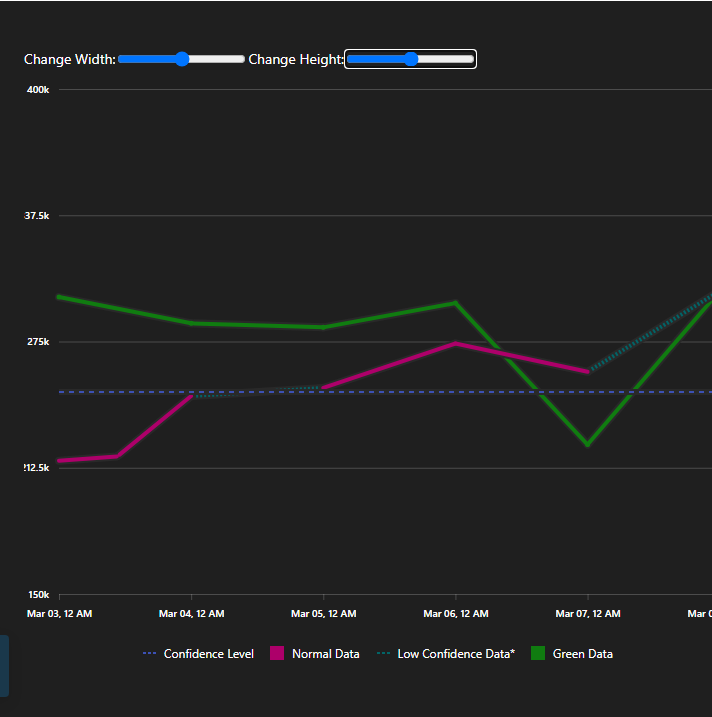 Change Width: Change Height:
400k
37.5k
275k
212.5k
150k
Mar 03, 12 AM Mar 04, 12 AM Mar 05, 12 AM Mar 06, 12 AM Mar 07, 12 AM Mar 0
Confidence Level Normal Data Low Confidence Data* Green Data